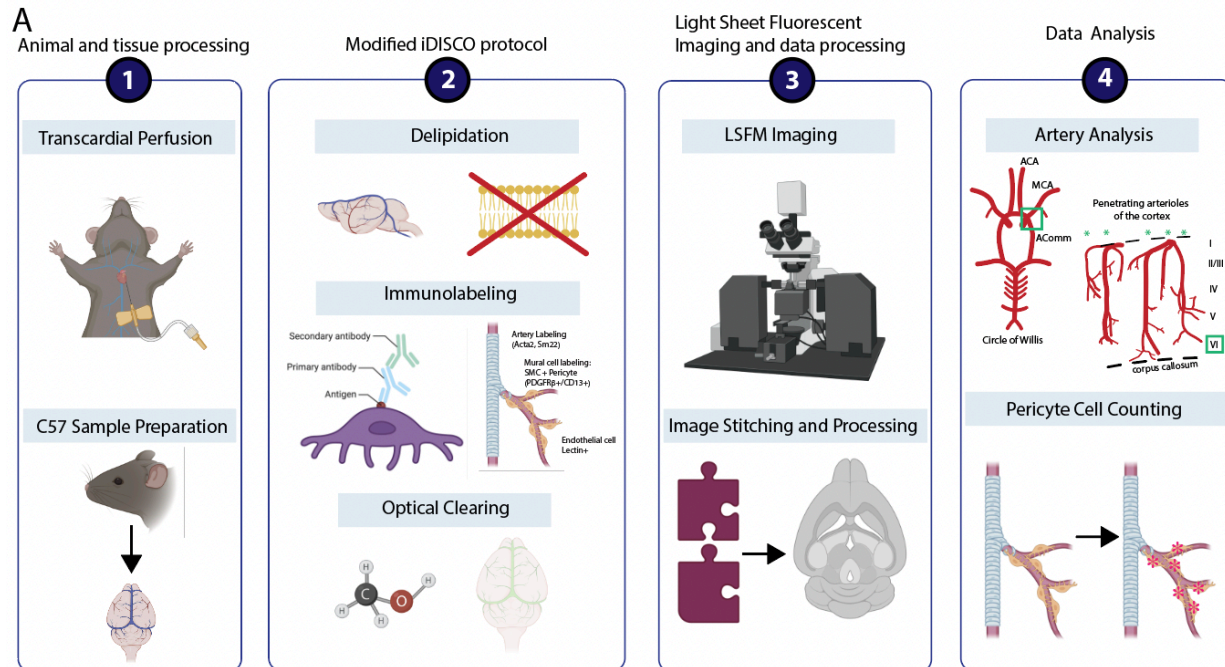 A
Animal and tissue processing
1
Transcardial Perfusion
C57 Sample Preparation
Modified iDISCO protocol
2
Delipidation
Immunolabeling
Secondary antibody
Primary antibody
Antigen
Artery Labeling
(Acta2, Sm22)
Mural cell labeling:
SMC + Pericyte
(PDGFRβ+/CD13+)
Endothelial cell
Lectin+
Optical Clearing
H
H
H
H
C
O
Light Sheet Fluorescent
Imaging and data processing
3
LSFM Imaging
Image Stitching and Processing
Data Analysis
4
Artery Analysis
ACA
MCA
AComm
Circle of Willis
Penetrating arterioles
of the cortex
* * * * *
I
II/III
IV
V
VI
corpus callosum
Pericyte Cell Counting